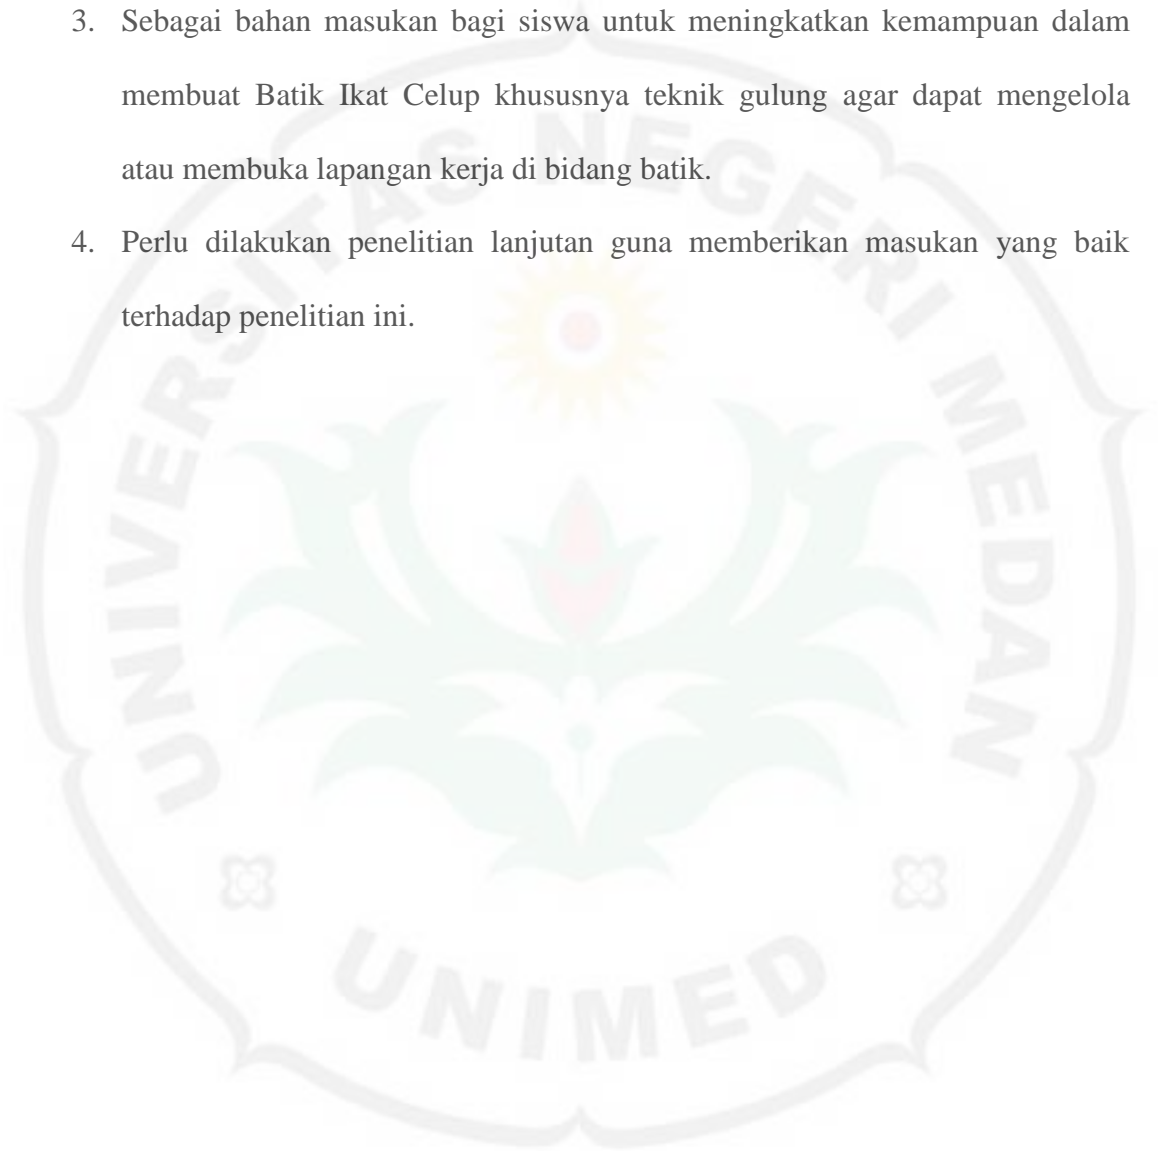 3. Sebagai bahan masukan bagi siswa untuk meningkatkan kemampuan dalam
membuat Batik Ikat Celup khususnya teknik gulung agar dapat mengelola
atau membuka lapangan kerja di bidang batik.
4. Perlu dilakukan penelitian lanjutan guna memberikan masukan yang baik
terhadap penelitian ini.
UNIVERSITAS NEGERI MEDAN
UNIMED